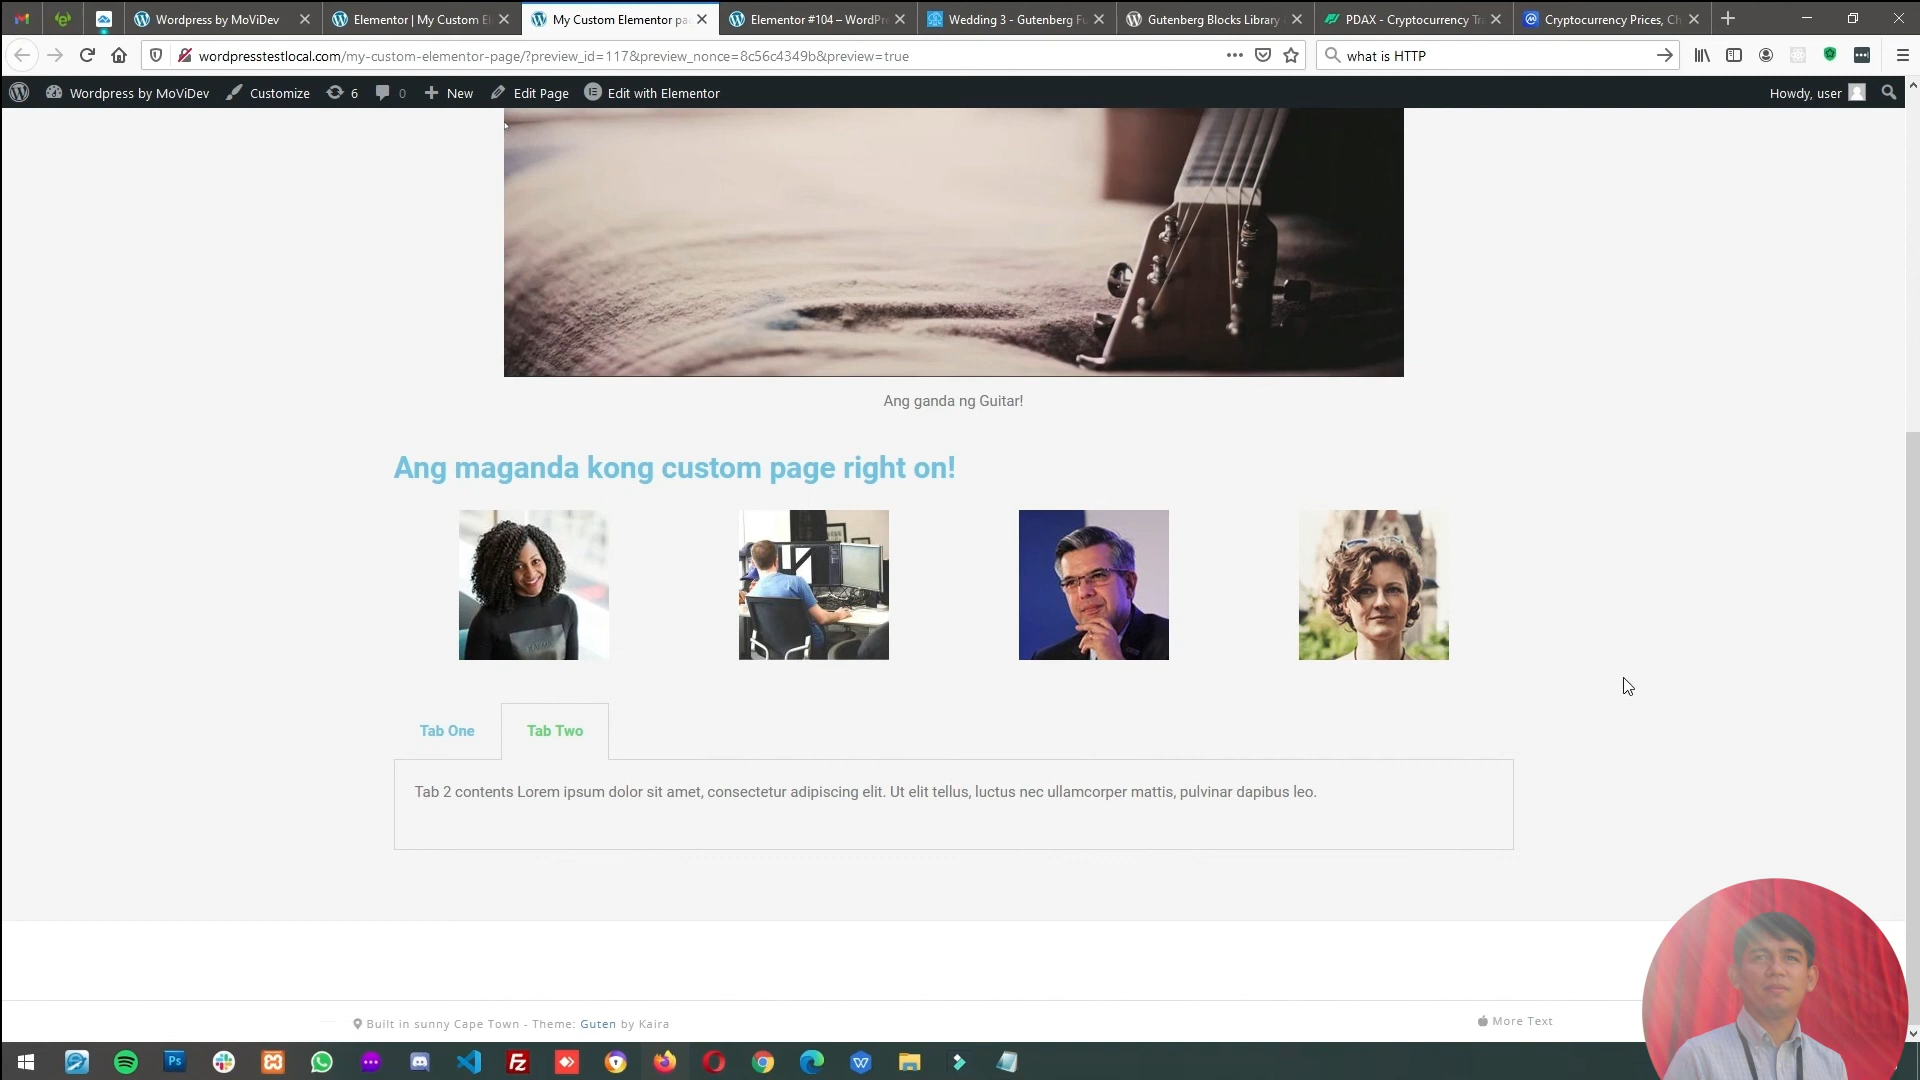 Wordpress by MoViDev
Elementor | My Custom E
My Custom Elementor pa
Elementor #104 – WordPr
Wedding 3 - Gutenberg Fu
Gutenberg Blocks Library
PDAX - Cryptocurrency Tra
Cryptocurrency Prices, Ch
wordpresstestlocal.com/my-custom-elementor-page/?preview_id=117&preview_nonce=8c56c4349b&preview=true
what is HTTP
Wordpress by MoViDev
Customize
6
0
New
Edit Page
Edit with Elementor
Howdy, user
Ang ganda ng Guitar!
Ang maganda kong custom page right on!
Tab One
Tab Two
Tab 2 contents Lorem ipsum dolor sit amet, consectetur adipiscing elit. Ut elit tellus, luctus nec ullamcorper mattis, pulvinar dapibus leo.
Built in sunny Cape Town - Theme: Guten by Kaira
More Text
Ps
Fz